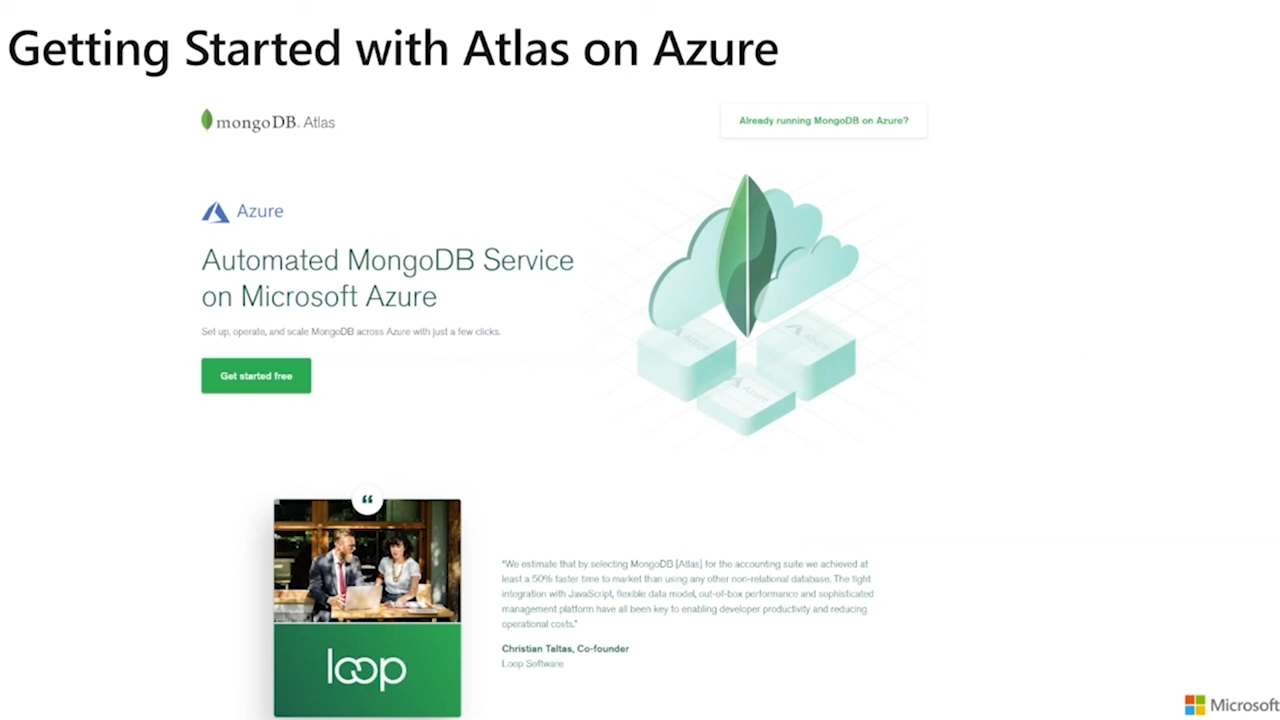 Getting Started with Atlas on Azure
mongoDB. Atlas
Already running MongoDB on Azure?
Azure
Automated MongoDB Service
on Microsoft Azure
Set up, operate, and scale MongoDB across Azure with just a few clicks.
Get started free
Azure
Azure
Azure
“
"We estimate that by selecting MongoDB [Atlas] for the accounting suite we achieved at
least a 50% faster time to market than using any other non-relational database. The tight
integration with JavaScript, flexible data model, out-of-box performance and sophisticated
management platform have all been key to enabling developer productivity and reducing
operational costs."
Christian Taltas, Co-founder
Loop Software
loop
Microsoft